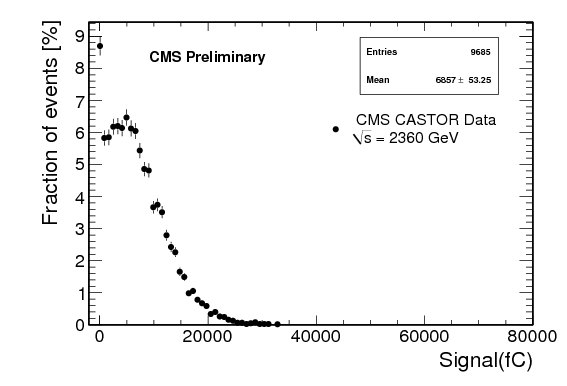 Fraction of events [%]
9
8
7
6
5
4
3
2
1
0
CMS Preliminary
Entries 9685
Mean 6857 ± 53.25
CMS CASTOR Data
√s = 2360 GeV
0 20000 40000 60000 80000
Signal(fC)